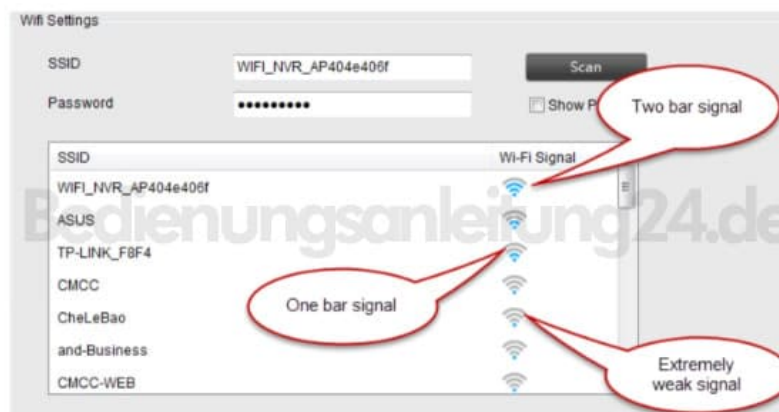 Wifi Settings
SSID WIFI_NVR_AP404e406f Scan
Password ●●●●●●●●● Show P
Two bar signal
SSID Wi-Fi Signal
WIFI_NVR_AP404e406f
ASUS
Bedienungsanleitung24.de
TP-LINK_F8F4
CMCC
One bar signal
CheLeBao
and-Business
Extremely
weak signal
CMCC-WEB